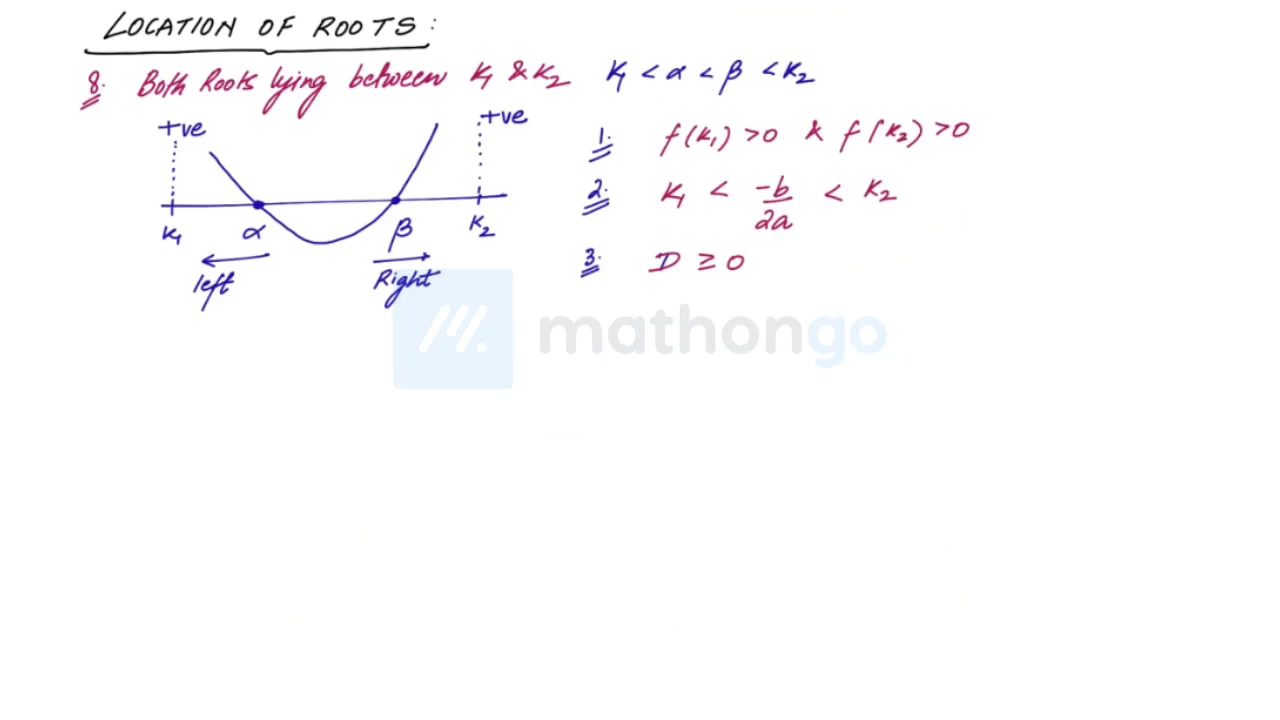 LOCATION OF ROOTS :
8. Both Roots lying between K1 & K2 K1 < α < β < K2
+ve +ve
1. f(K1) > 0 & f(K2) > 0
2. K1 < -b/2a < K2
K1 α β K2
3. D ≥ 0
left Right
mathongo